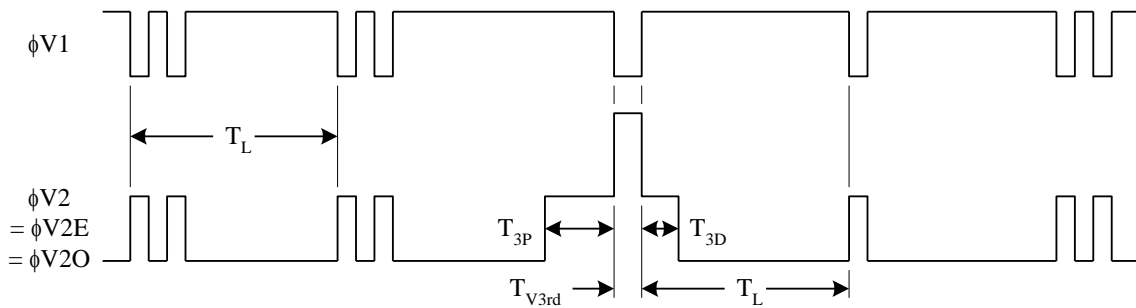 ϕV1
T_L
ϕV2
= ϕV2E
= ϕV2O
T_3P
T_3D
T_V3rd
T_L